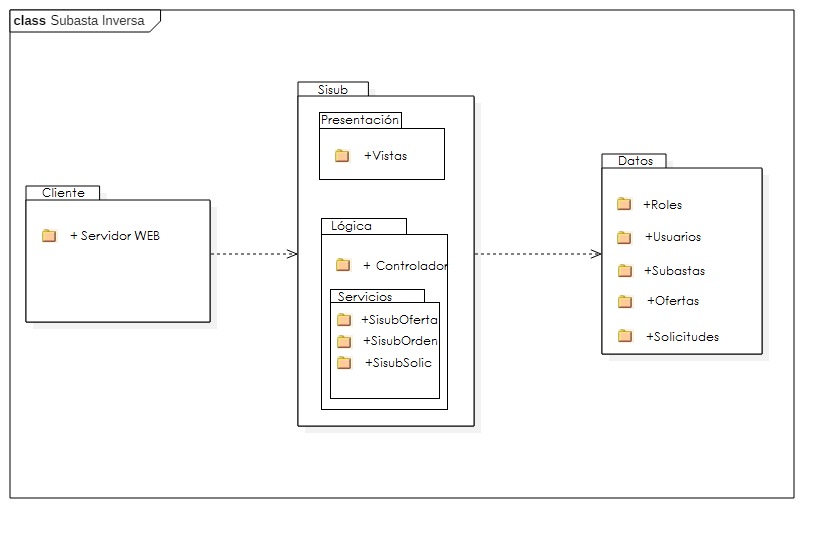 class Subasta Inversa
Cliente
+ Servidor WEB
Sisub
Presentación
+Vistas
Lógica
+ Controlador
Servicios
+SisubOferta
+SisubOrden
+SisubSolic
Datos
+Roles
+Usuarios
+Subastas
+Ofertas
+Solicitudes